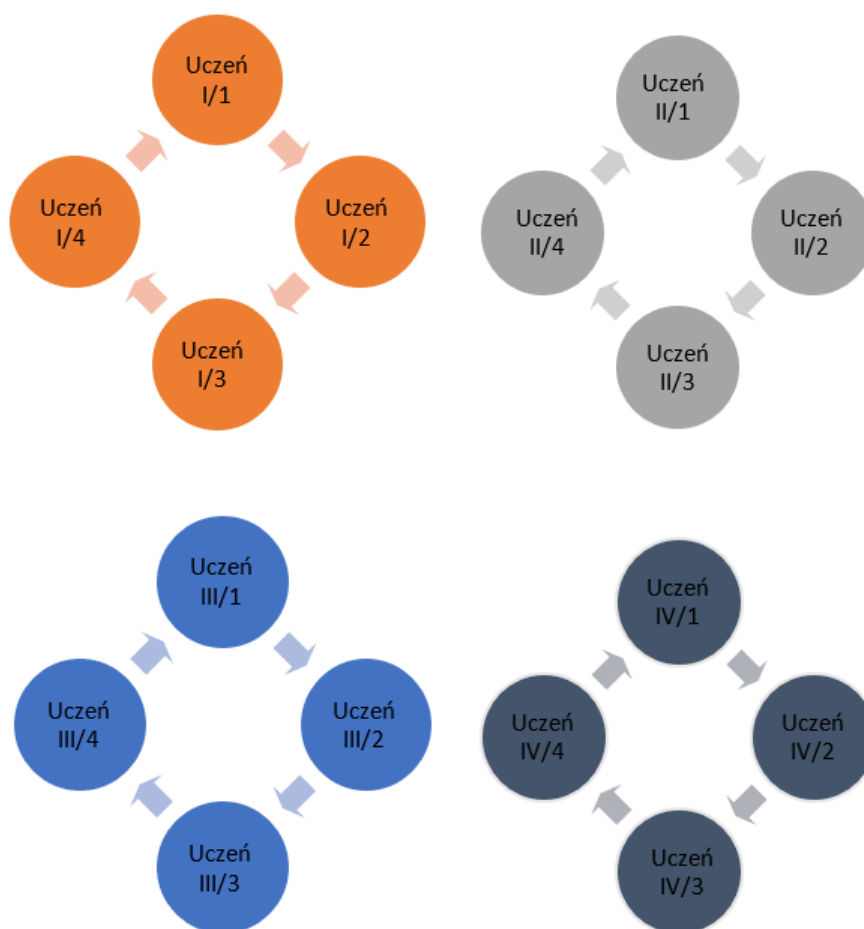 Uczeń
I/1
Uczeń
I/2
Uczeń
I/3
Uczeń
I/4
Uczeń
II/1
Uczeń
II/2
Uczeń
II/3
Uczeń
II/4
Uczeń
III/1
Uczeń
III/2
Uczeń
III/3
Uczeń
III/4
Uczeń
IV/1
Uczeń
IV/2
Uczeń
IV/3
Uczeń
IV/4